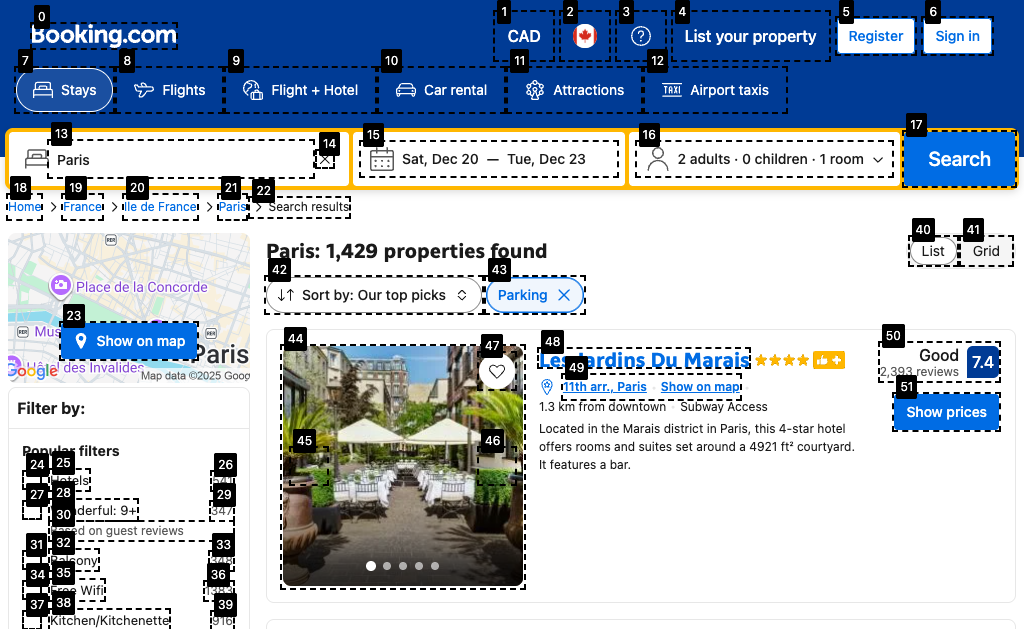 Booking.com
CAD
List your property
Register
Sign in
Stays
Flights
Flight + Hotel
Car rental
Attractions
Airport taxis
Paris
Sat, Dec 20 — Tue, Dec 23
2 adults · 0 children · 1 room
Search
Home
France
Ile de France
Paris
Search results
Place de la Concorde
Show on map
Paris
des Invalides
Google
Map data ©2025 Goog
Paris: 1,429 properties found
List
Grid
Sort by: Our top picks
Parking
Filter by:
Popular filters
Hotels
Wonderful: 9+
347
Based on guest reviews
Balcony
Free Wifi
Kitchen/Kitchenette
916
Les Jardins Du Marais
11th arr., Paris
Show on map
1.3 km from downtown · Subway Access
Located in the Marais district in Paris, this 4-star hotel
offers rooms and suites set around a 4921 ft² courtyard.
It features a bar.
Good
2,393 reviews
7.4
Show prices
0
1
2
3
4
5
6
7
8
9
10
11
12
13
14
15
16
17
18
19
20
21
22
23
24
25
26
27
28
29
30
31
32
33
34
35
36
37
38
39
40
41
42
43
44
45
46
47
48
49
50
51